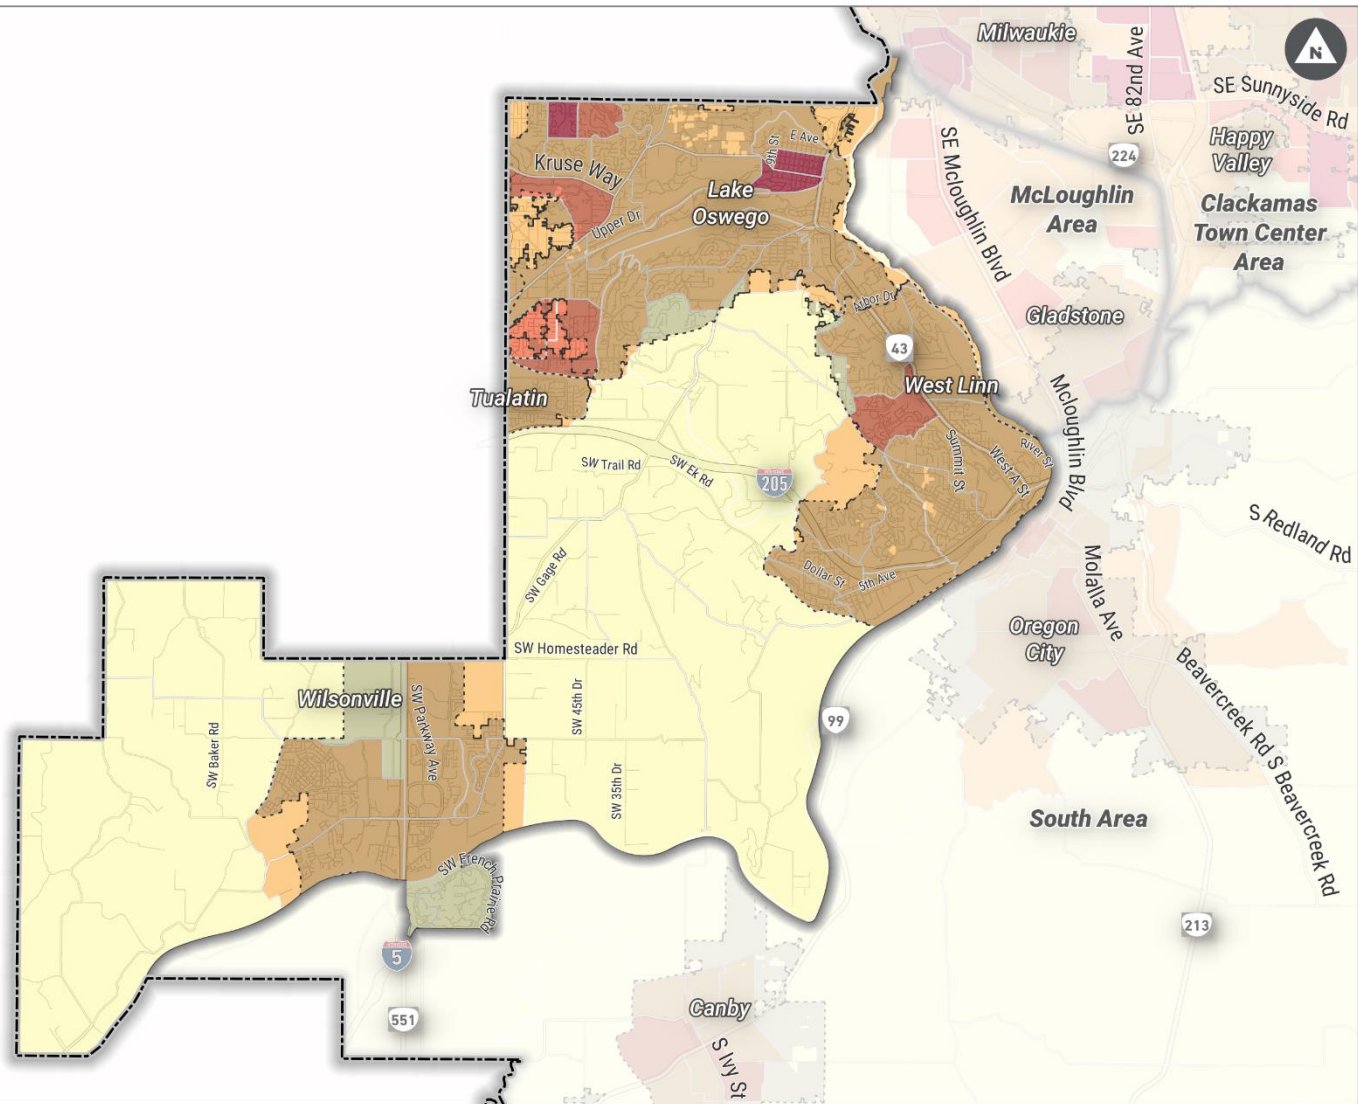 Milwaukie
N
SE 82nd Ave
SE Sunnyside Rd
E Ave
9th St
SE Mcloughlin Blvd
Happy
Valley
224
Kruse Way
Lake
Oswego
McLoughlin
Area
Clackamas
Town Center
Area
Upper Dr
Arbor Dr
Gladstone
43
Tualatin
West Linn
Mcloughlin Blvd
SW Trail Rd
SW Ek Rd
205
Summit St
West A St
River St
S Redland Rd
SW Gage Rd
Dollar St
5th Ave
Molalla Ave
Oregon
City
SW Homesteader Rd
Beavercreek Rd
S Beavercreek Rd
Wilsonville
SW Parkway Ave
SW 45th Dr
99
SW Baker Rd
SW 35th Dr
South Area
SW French Prairie Rd
213
5
551
Canby
S Ivy St